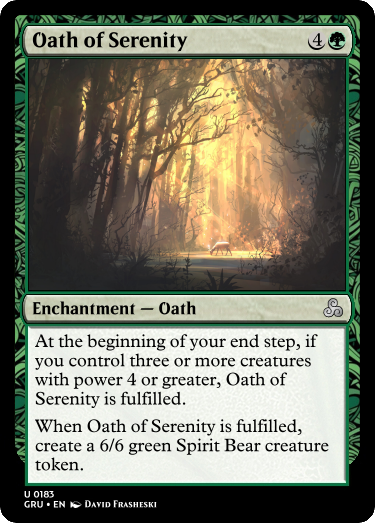 Oath of Serenity 4
Enchantment — Oath
At the beginning of your end step, if
you control three or more creatures
with power 4 or greater, Oath of
Serenity is fulfilled.
When Oath of Serenity is fulfilled,
create a 6/6 green Spirit Bear creature
token.
U 0183
GRU • EN DAVID FRASHESKI